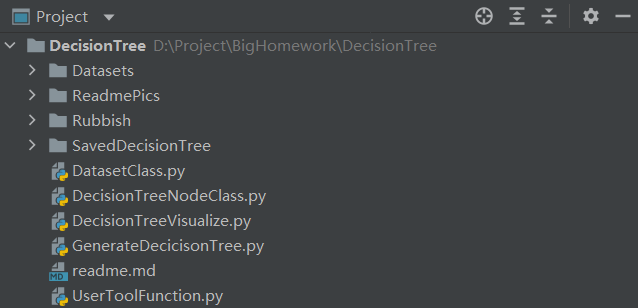 Project
DecisionTree D:\Project\BigHomework\DecisionTree
Datasets
ReadmePics
Rubbish
SavedDecisionTree
DatasetClass.py
DecisionTreeNodeClass.py
DecisionTreeVisualize.py
GenerateDecicisonTree.py
MD readme.md
UserToolFunction.py